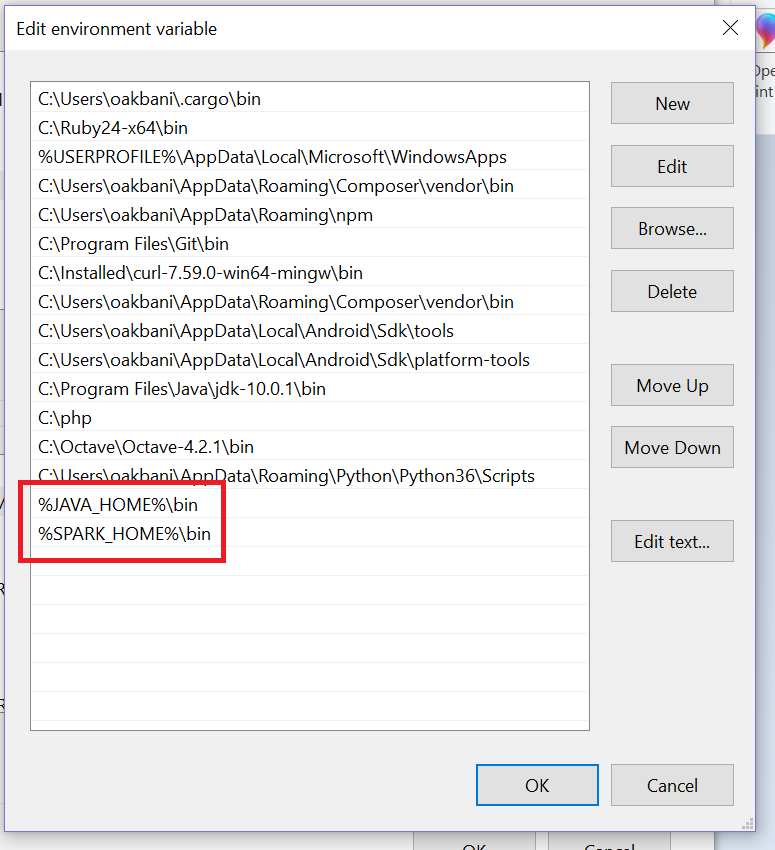 Edit environment variable
C:\Users\oakbani\.cargo\bin
C:\Ruby24-x64\bin
%USERPROFILE%\AppData\Local\Microsoft\WindowsApps
C:\Users\oakbani\AppData\Roaming\Composer\vendor\bin
C:\Users\oakbani\AppData\Roaming\npm
C:\Program Files\Git\bin
C:\Installed\curl-7.59.0-win64-mingw\bin
C:\Users\oakbani\AppData\Roaming\Composer\vendor\bin
C:\Users\oakbani\AppData\Local\Android\Sdk\tools
C:\Users\oakbani\AppData\Local\Android\Sdk\platform-tools
C:\Program Files\Java\jdk-10.0.1\bin
C:\php
C:\Octave\Octave-4.2.1\bin
C:\Users\oakbani\AppData\Roaming\Python\Python36\Scripts
%JAVA_HOME%\bin
%SPARK_HOME%\bin
New
Edit
Browse...
Delete
Move Up
Move Down
Edit text...
OK
Cancel